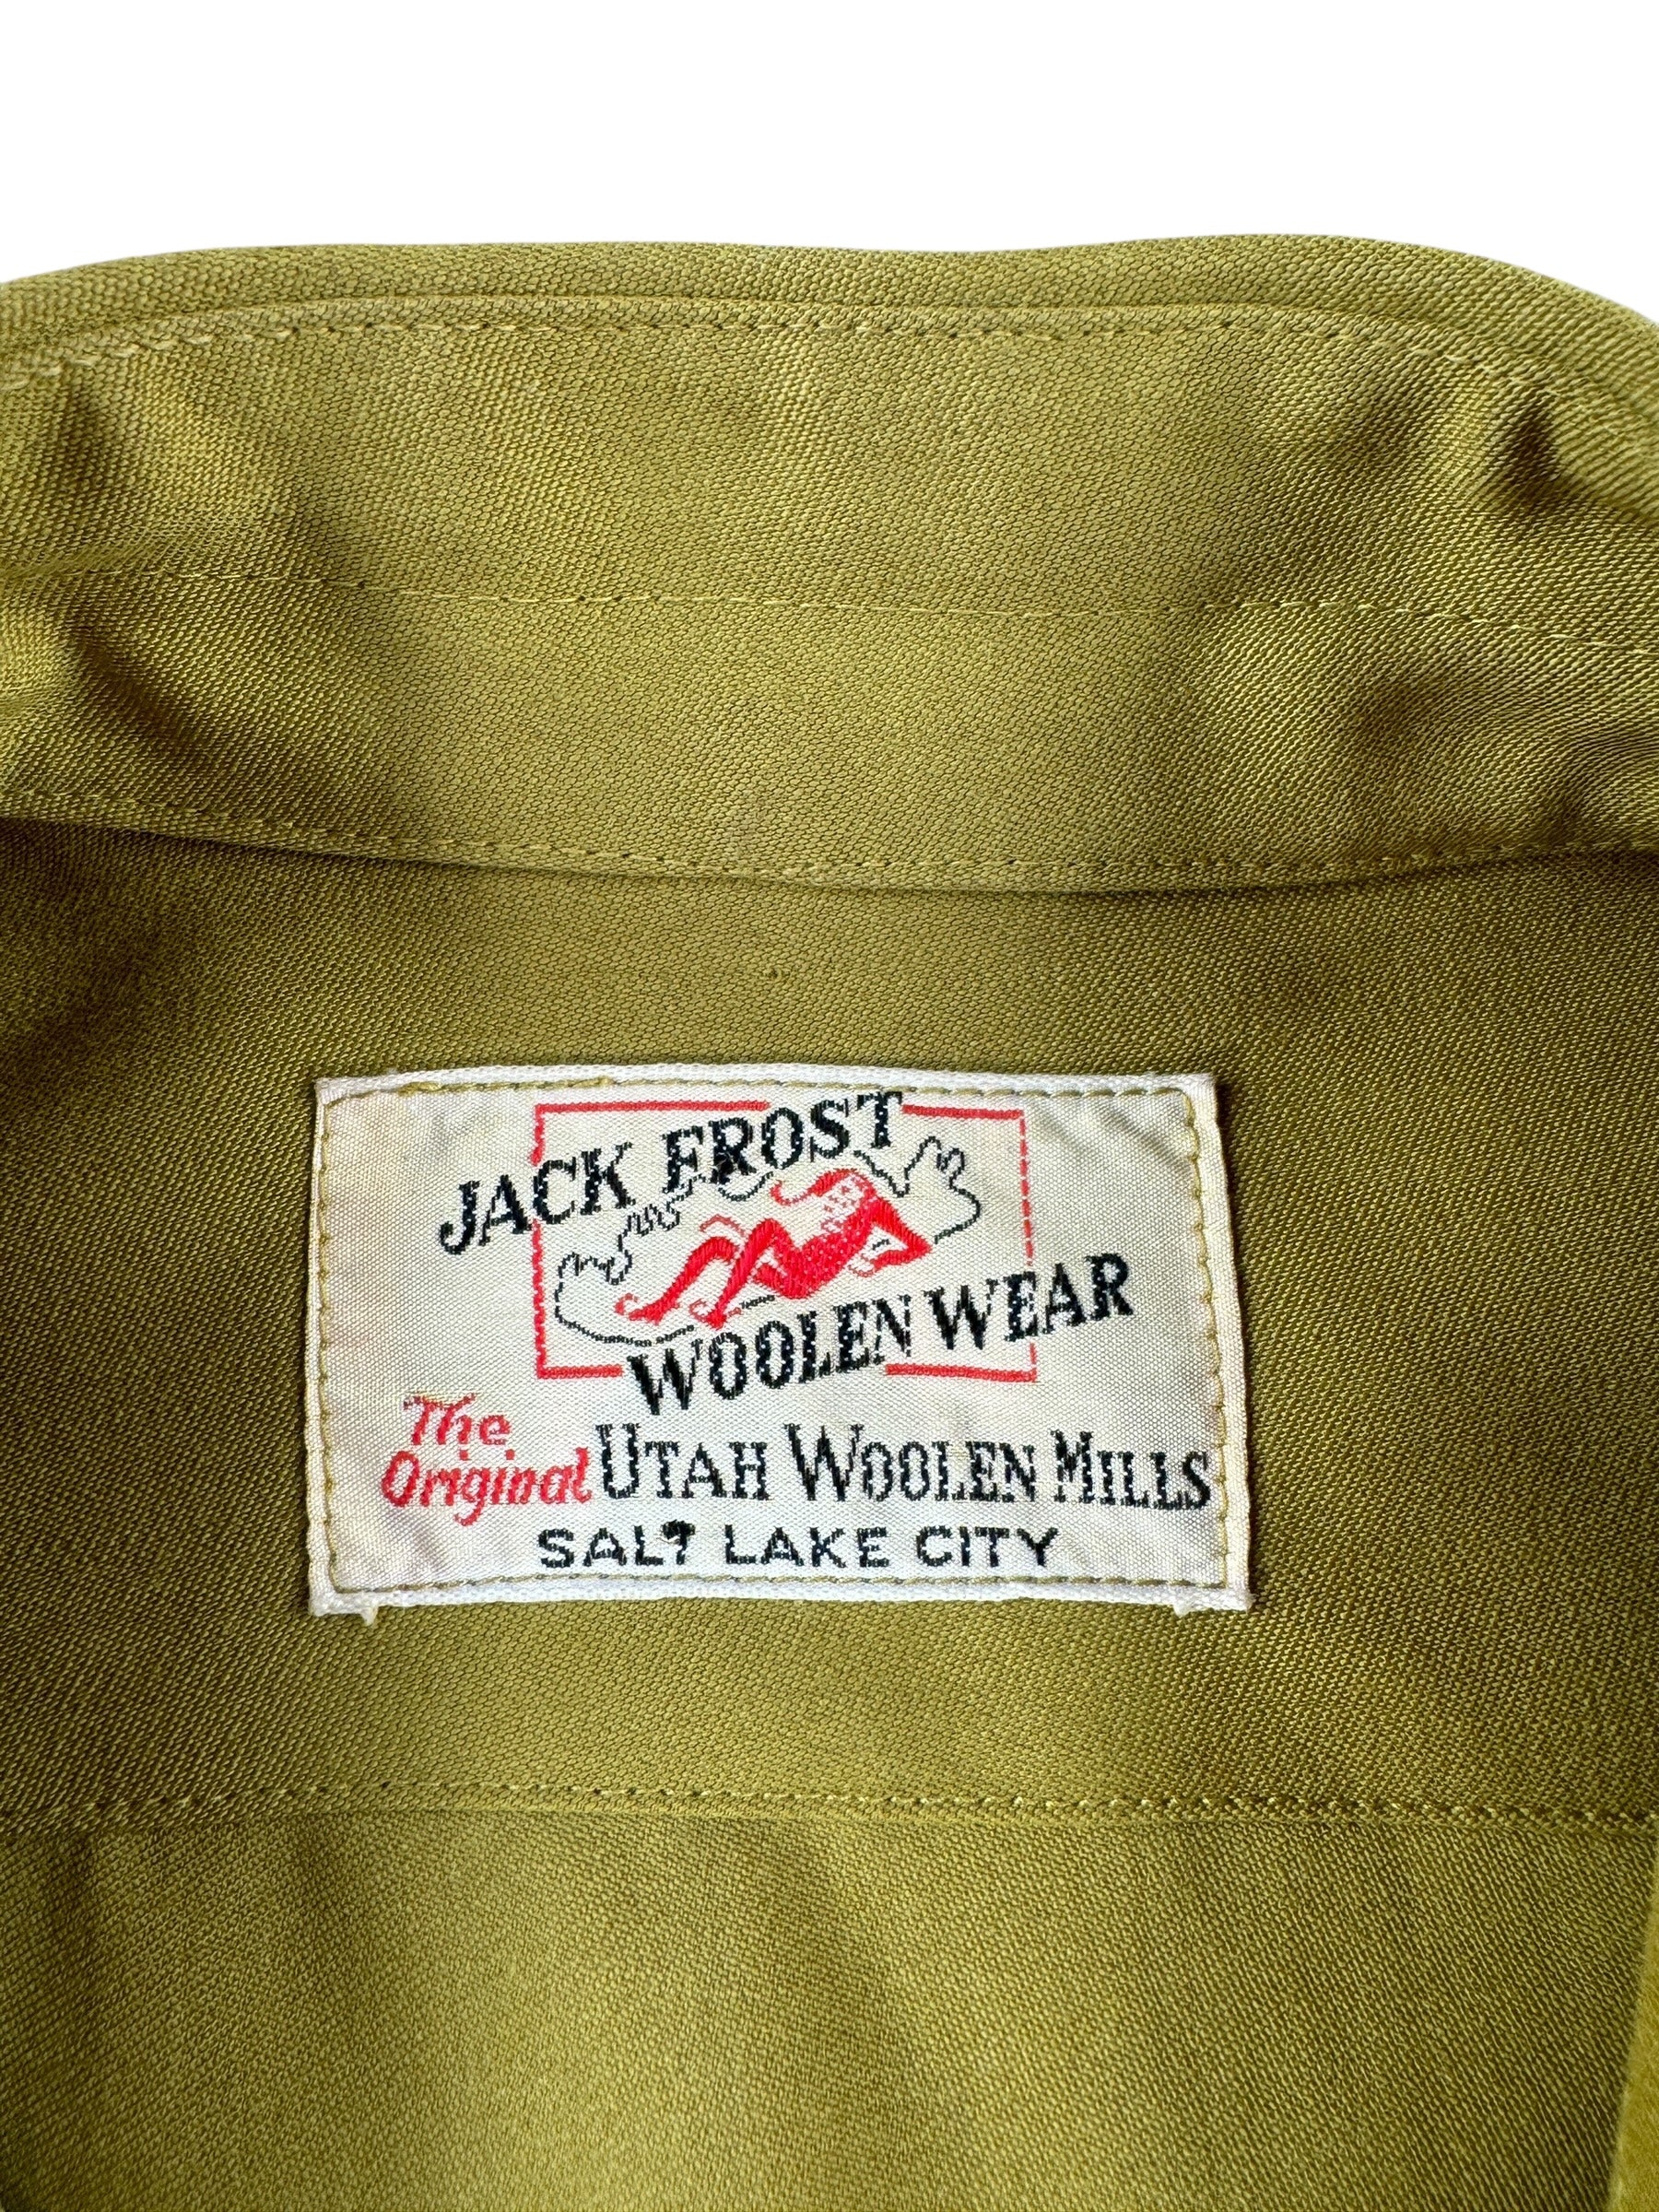 JACK FROST
WOOLEN WEAR
The
Original UTAH WOOLEN MILLS
SALT LAKE CITY